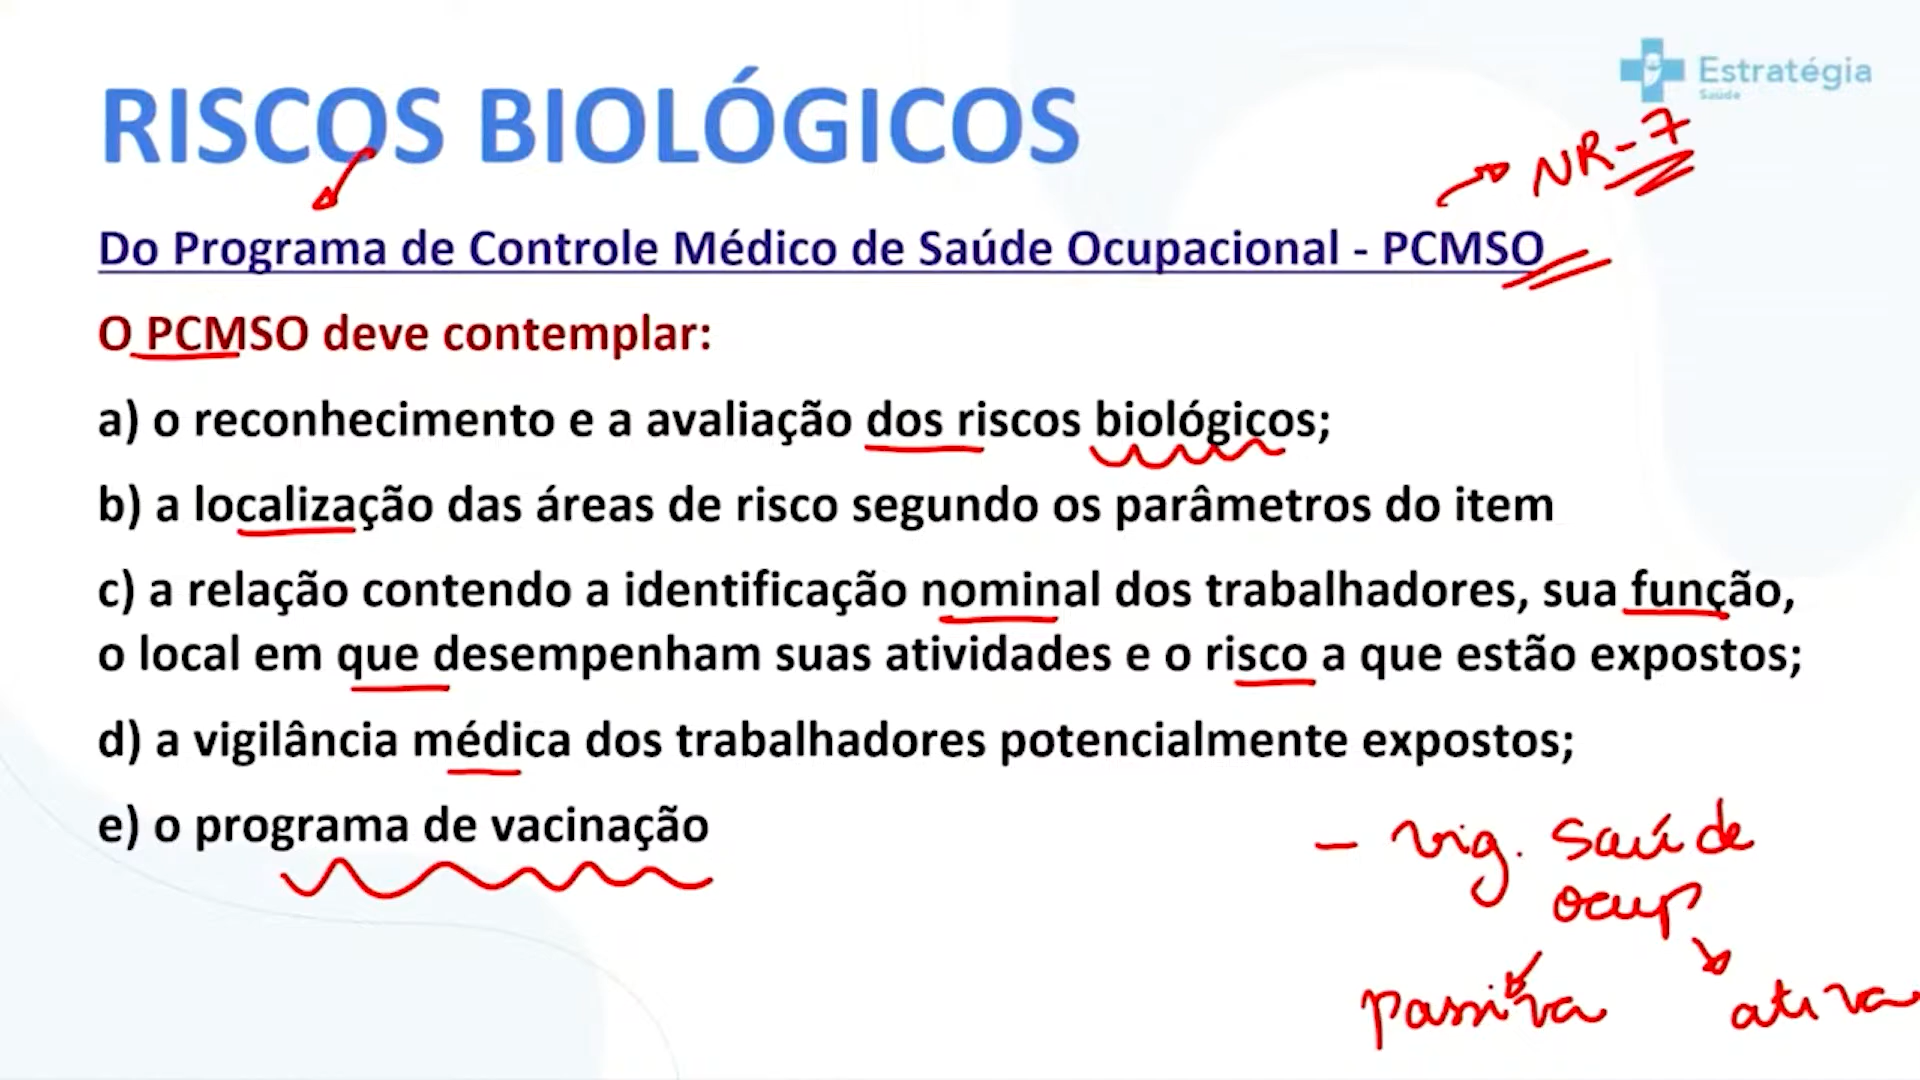 Estratégia
Saúde
RISCOS BIOLÓGICOS
NR-7
Do Programa de Controle Médico de Saúde Ocupacional - PCMSO
O PCMSO deve contemplar:
a) o reconhecimento e a avaliação dos riscos biológicos;
b) a localização das áreas de risco segundo os parâmetros do item
c) a relação contendo a identificação nominal dos trabalhadores, sua função,
o local em que desempenham suas atividades e o risco a que estão expostos;
d) a vigilância médica dos trabalhadores potencialmente expostos;
e) o programa de vacinação
- vig. saúde
ocup
passiva ativa